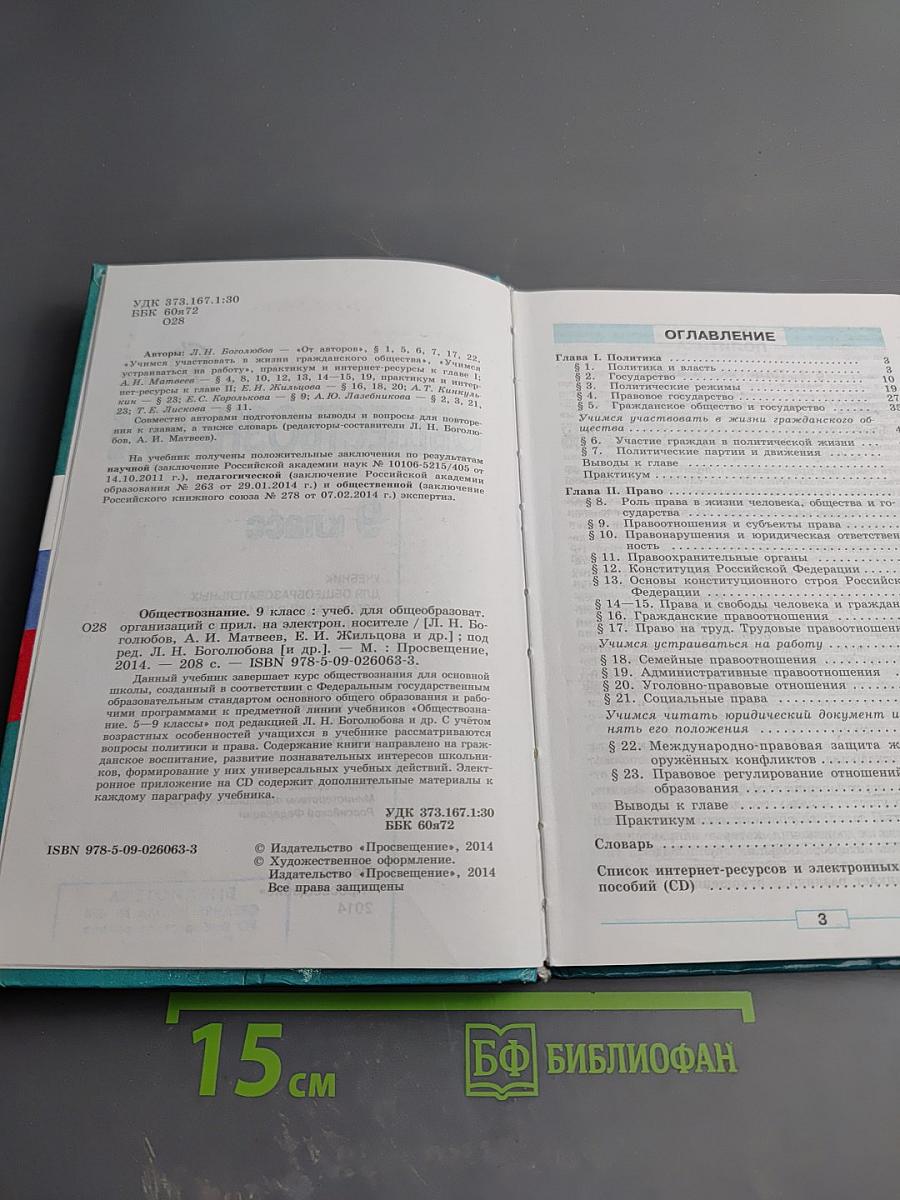 УДК 373.167.1:30
ББК 60я72
О28
Авторы: Л. Н. Боголюбов — «От авторов», § 1, 5, 6, 7, 17, 22,
«Учимся участвовать в жизни гражданского общества», «Учимся
устраиваться на работу», практикум и интернет-ресурсы к главе I;
А. И. Матвеев — § 4, 8, 10, 12, 13, 14—15, 19, практикум и интер-
нет-ресурсы к главе II; Е. И. Жильцова — § 16, 18, 20; А. Т. Кинкуль-
кин — § 23; Е. С. Королькова — § 9; А. Ю. Лазебникова — § 2, 3, 21,
23; Т. Е. Лискова — § 11.
Совместно авторами подготовлены выводы и вопросы для повторе-
ния к главам, а также словарь (редакторы-составители Л. Н. Боголю-
бов, А. И. Матвеев).
На учебник получены положительные заключения по результатам
научной (заключение Российской академии наук № 10106-5215/405 от
14.10.2011 г.), педагогической (заключение Российской академии
образования № 263 от 29.01.2014 г.) и общественной (заключение
Российского книжного союза № 278 от 07.02.2014 г.) экспертиз.
Обществознание. 9 класс : учеб. для общеобразоват.
О28 организаций с прил. на электрон. носителе / [Л. Н. Бо-
голюбов, А. И. Матвеев, Е. И. Жильцова и др.] ; под
ред. Л. Н. Боголюбова [и др.]. — М. : Просвещение,
2014. — 208 с. — ISBN 978-5-09-026063-3.
Данный учебник завершает курс обществознания для основной
школы, созданный в соответствии с Федеральным государственным
образовательным стандартом основного общего образования и рабо-
чими программами к предметной линии учебников «Обществозна-
ние. 5—9 классы» под редакцией Л. Н. Боголюбова и др. С учётом
возрастных особенностей учащихся в учебнике рассматриваются
вопросы политики и права. Содержание книги направлено на граж-
данское воспитание, развитие познавательных интересов школьни-
ков, формирование у них универсальных учебных действий. Элект-
ронное приложение на CD содержит дополнительные материалы к
каждому параграфу учебника.
УДК 373.167.1:30
ББК 60я72
ISBN 978-5-09-026063-3
© Издательство «Просвещение», 2014
© Художественное оформление.
Издательство «Просвещение», 2014
Все права защищены
ОГЛАВЛЕНИЕ
Глава I. Политика ........ 3
§ 1. Политика и власть ........ 3
§ 2. Государство ........ 10
§ 3. Политические режимы ........ 19
§ 4. Правовое государство ........ 27
§ 5. Гражданское общество и государство ........ 35
Учимся участвовать в жизни гражданского об-
щества ........ 4
§ 6. Участие граждан в политической жизни ...
§ 7. Политические партии и движения ........
Выводы к главе ........
Практикум ........
Глава II. Право ........
§ 8. Роль права в жизни человека, общества и го-
сударства ........
§ 9. Правоотношения и субъекты права ........
§ 10. Правонарушения и юридическая ответствен
ность ........
§ 11. Правоохранительные органы ........
§ 12. Конституция Российской Федерации .....
§ 13. Основы конституционного строя Российск
Федерации ........
§ 14—15. Права и свободы человека и граждан
§ 16. Гражданские правоотношения ........
§ 17. Право на труд. Трудовые правоотношени
Учимся устраиваться на работу ........
§ 18. Семейные правоотношения ........
§ 19. Административные правоотношения ..
§ 20. Уголовно-правовые отношения ........
§ 21. Социальные права ........
Учимся читать юридический документ и
нять его положения ........
§ 22. Международно-правовая защита ж
оружённых конфликтов ........
§ 23. Правовое регулирование отношений
образования ........
Выводы к главе ........
Практикум ........
Словарь ........
Список интернет-ресурсов и электронных
пособий (CD) ........
3
15 см
БФ БИБЛИОФАН